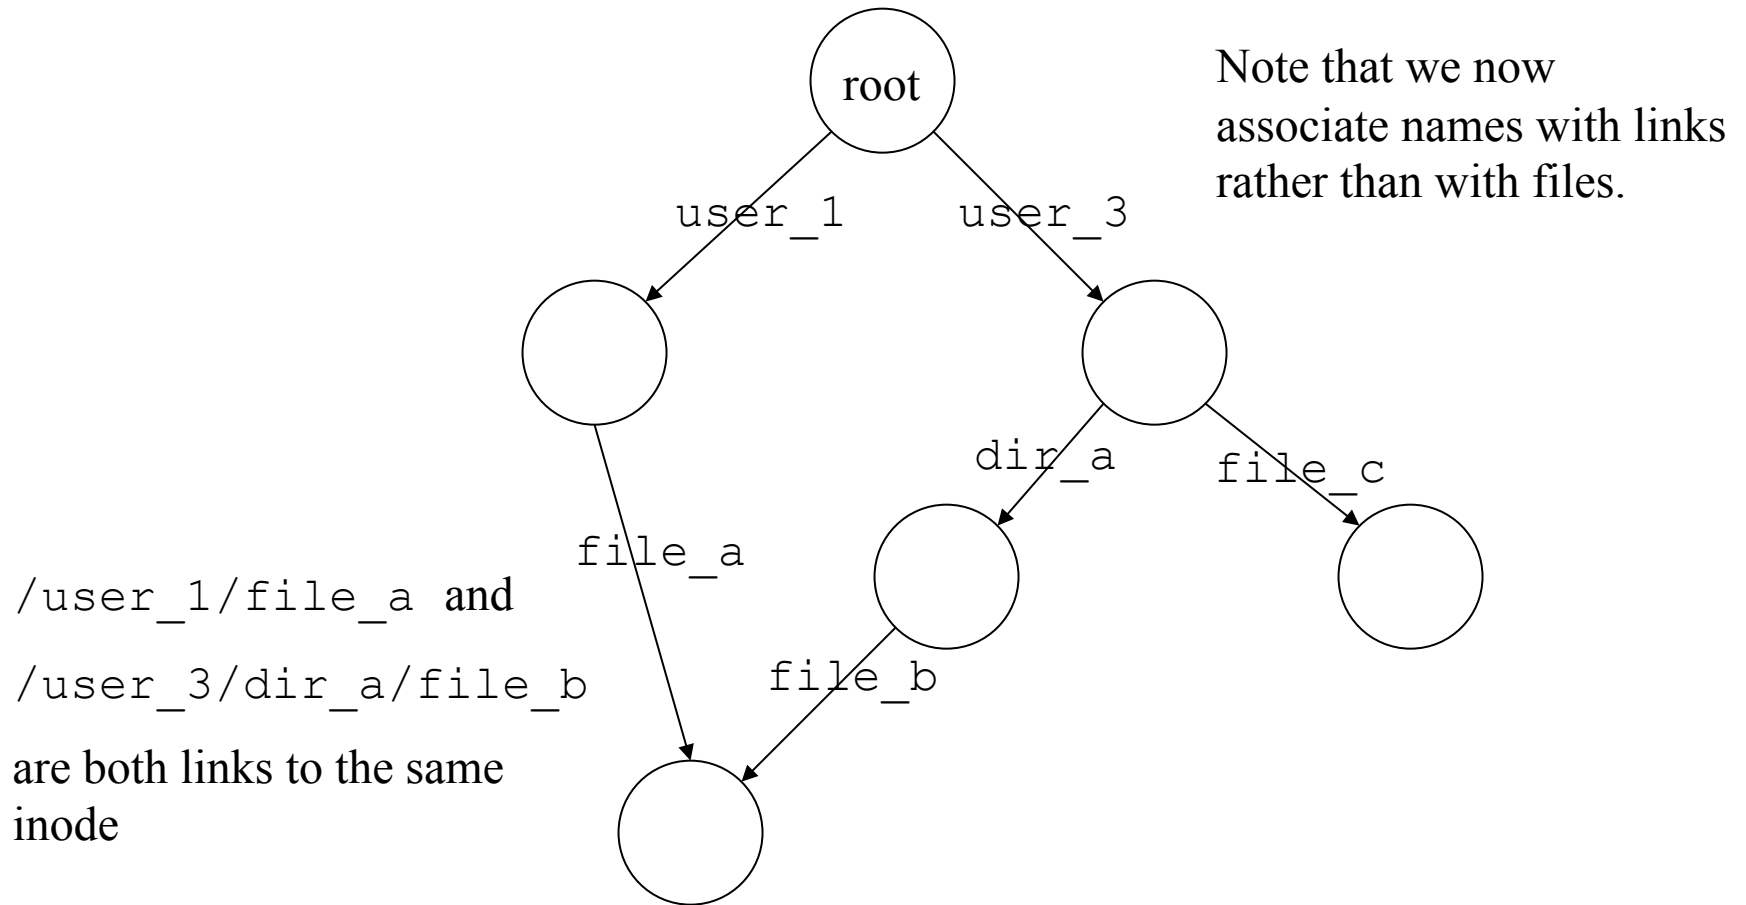 root
Note that we now
associate names with links
rather than with files.
user_1
user_3
dir_a
file_c
file_a
file_b
/user_1/file_a and
/user_3/dir_a/file_b
are both links to the same
inode